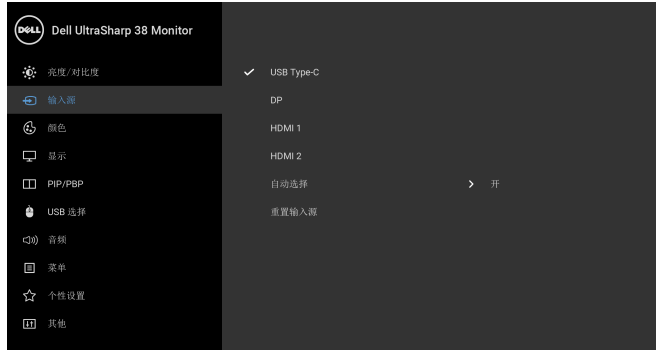 DELL Dell UltraSharp 38 Monitor
亮度/对比度
输入源
颜色
显示
PIP/PBP
USB 选择
音频
菜单
个性设置
其他
USB Type-C
DP
HDMI 1
HDMI 2
自动选择 开
重置输入源